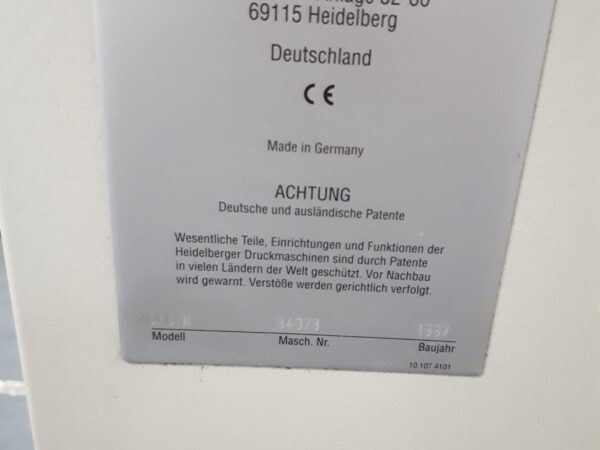 69115 Heidelberg
Deutschland
CE
Made in Germany
ACHTUNG
Deutsche und ausländische Patente
Wesentliche Teile, Einrichtungen und Funktionen der
Heidelberger Druckmaschinen sind durch Patente
in vielen Ländern der Welt geschützt. Vor Nachbau
wird gewarnt. Verstöße werden gerichtlich verfolgt.
1997
Modell Masch. Nr. Baujahr
10 107 4101